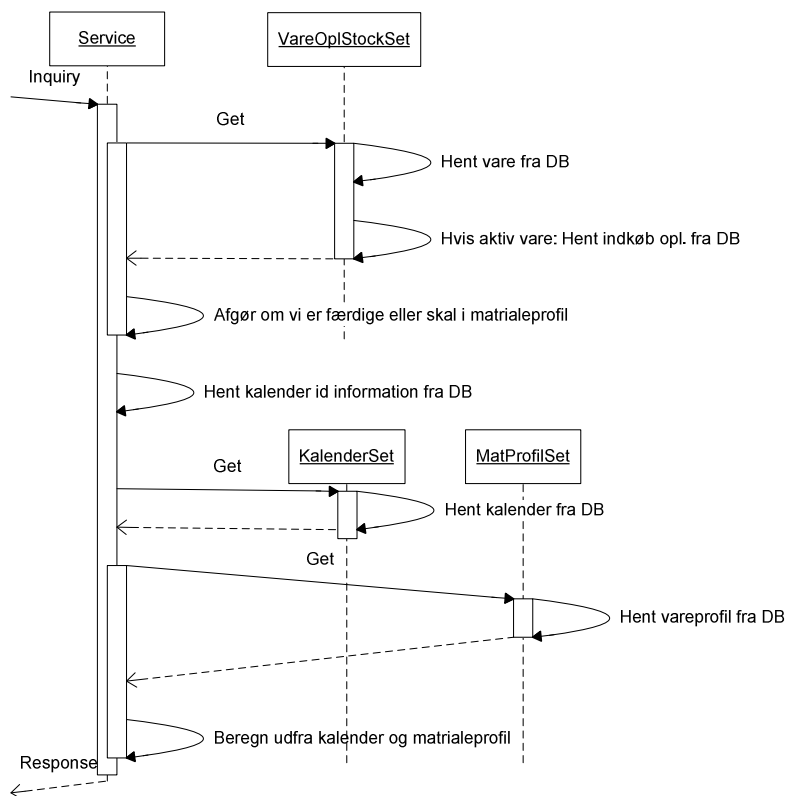 Service
VareOplStockSet
Inquiry
Get
Hent vare fra DB
Hvis aktiv vare: Hent indkøb opl. fra DB
Afgør om vi er færdige eller skal i matrialeprofil
Hent kalender id information fra DB
KalenderSet
MatProfilSet
Get
Hent kalender fra DB
Get
Hent vareprofil fra DB
Beregn udfra kalender og matrialeprofil
Response